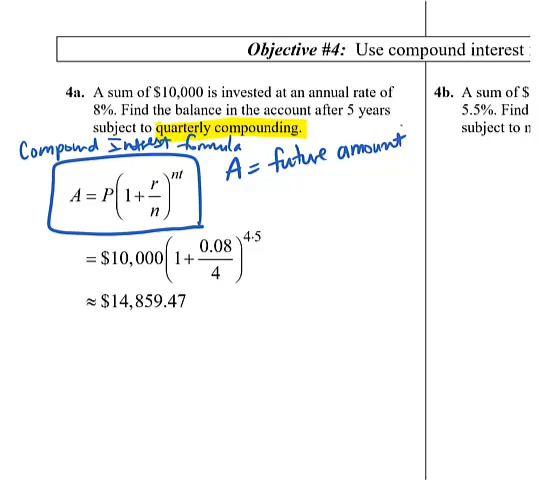 Objective #4: Use compound interest
4a. A sum of $10,000 is invested at an annual rate of
8%. Find the balance in the account after 5 years
subject to quarterly compounding.
Compound Interest formula
A = future amount
A = P(1 + r/n)^nt
= $10,000(1 + 0.08/4)^4·5
≈ $14,859.47
4b. A sum of $
5.5%. Find
subject to